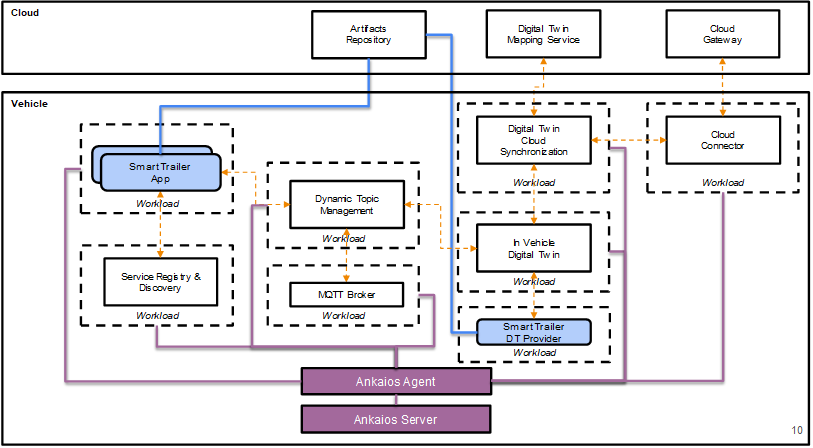 Cloud
Artifacts
Repository
Digital Twin
Mapping Service
Cloud
Gateway
Vehicle
Smart Trailer
App
Workload
Digital Twin
Cloud
Synchronization
Workload
Cloud
Connector
Workload
Dynamic Topic
Management
Workload
In Vehicle
Digital Twin
Workload
Service Registry &
Discovery
Workload
MQTT Broker
Workload
Smart Trailer
DT Provider
Workload
Ankaios Agent
Ankaios Server
10